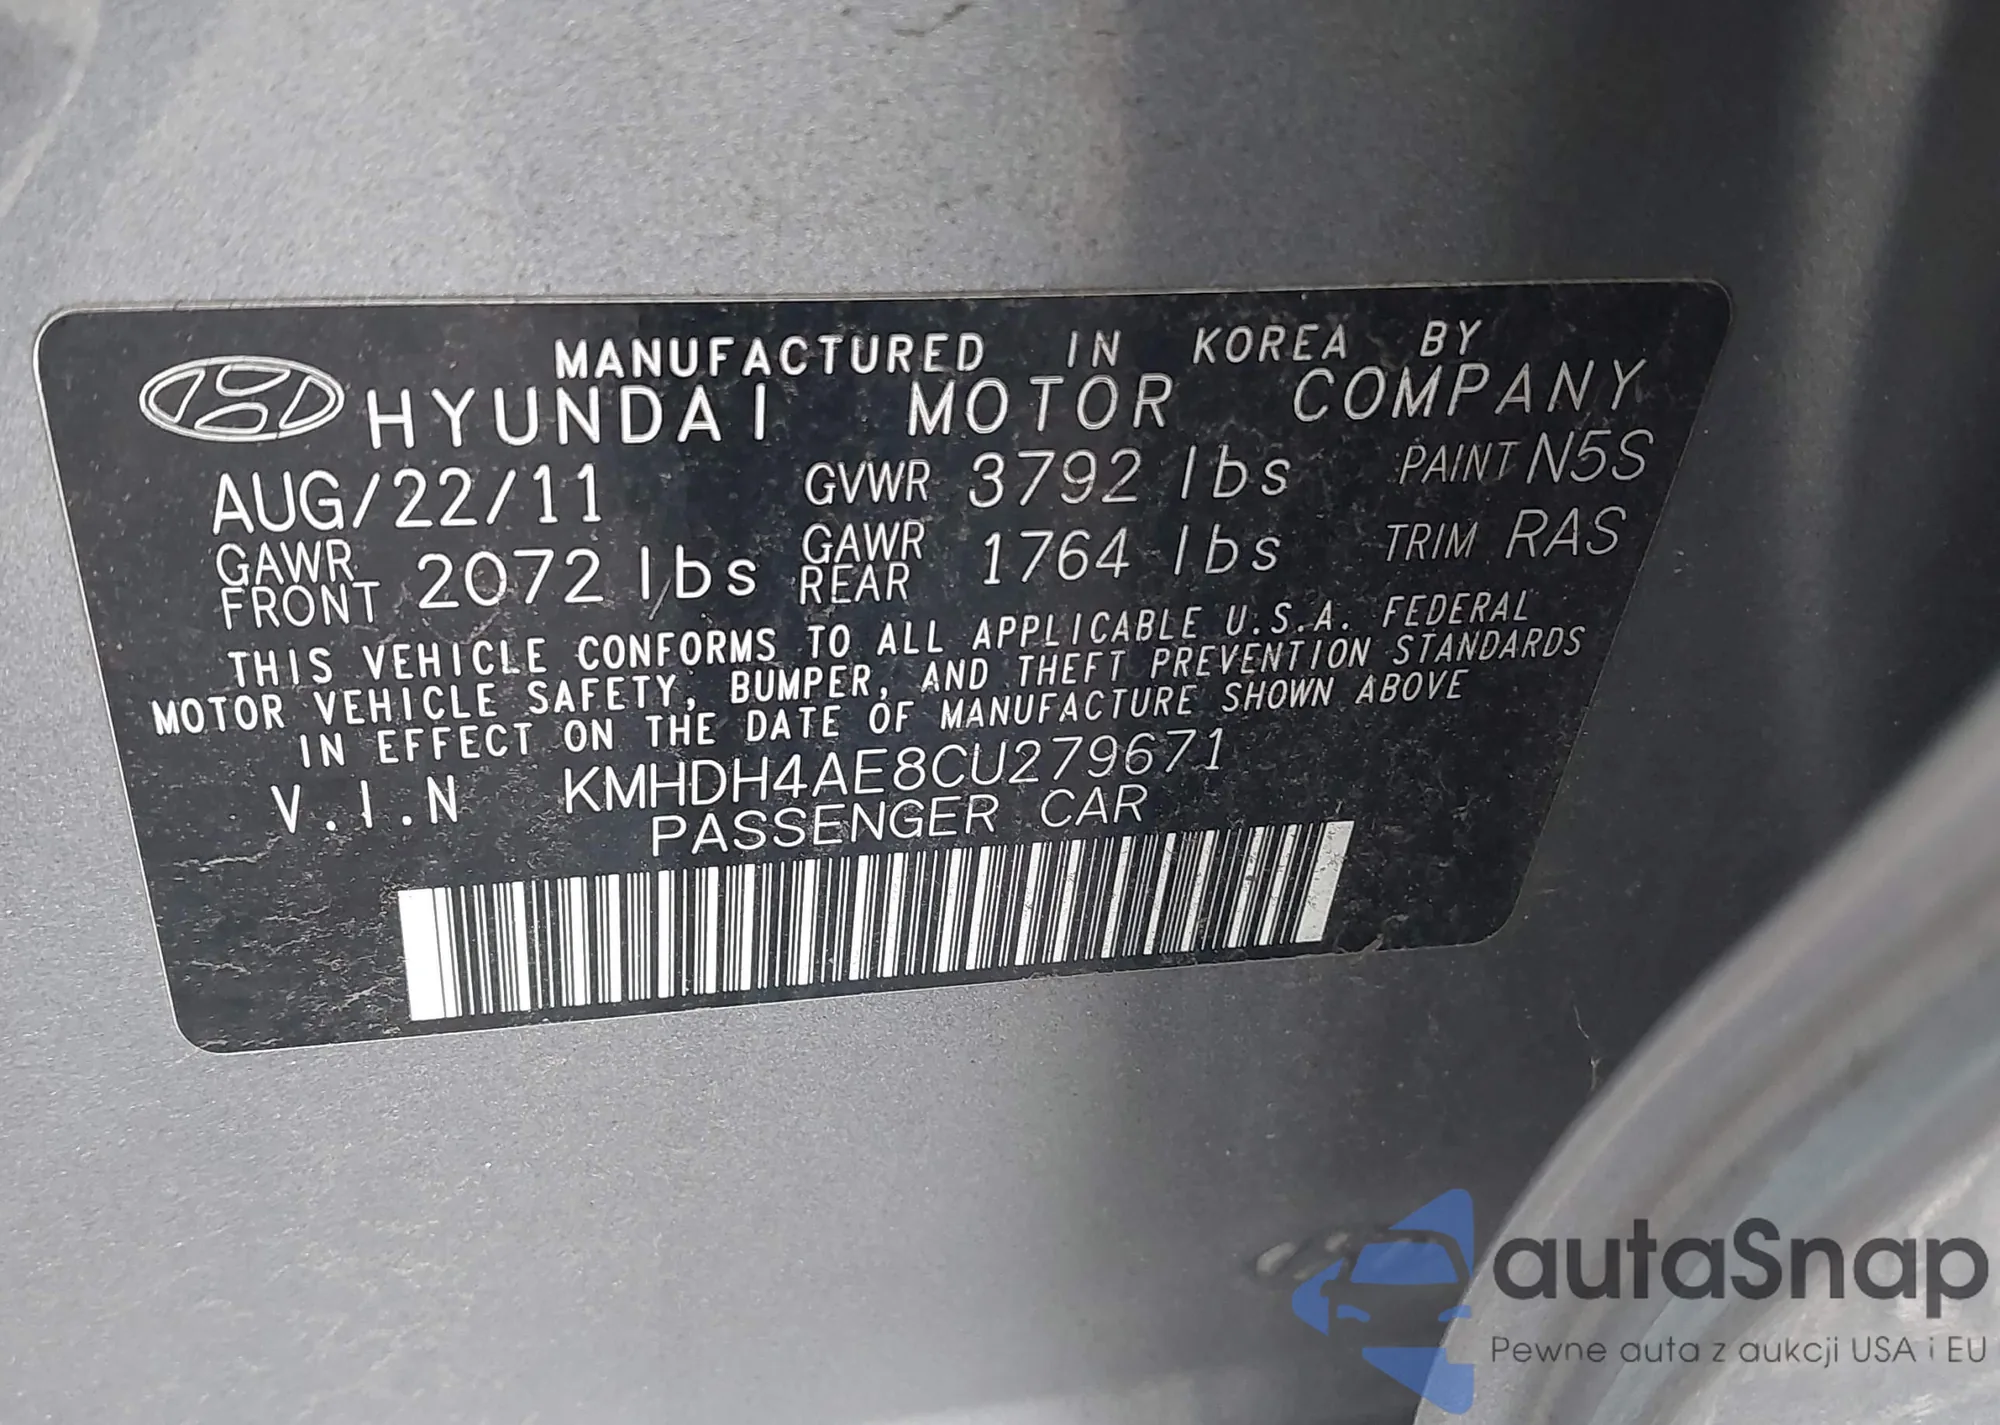 MANUFACTURED IN KOREA BY
HYUNDAI MOTOR COMPANY
AUG/22/11 GVWR 3792 lbs PAINT N5S
GAWR FRONT 2072 lbs GAWR REAR 1764 lbs TRIM RAS
THIS VEHICLE CONFORMS TO ALL APPLICABLE U.S.A. FEDERAL
MOTOR VEHICLE SAFETY, BUMPER, AND THEFT PREVENTION STANDARDS
IN EFFECT ON THE DATE OF MANUFACTURE SHOWN ABOVE
V.I.N KMHDH4AE8CU279671
PASSENGER CAR
autaSnap
Pewne auta z aukcji USA i EU